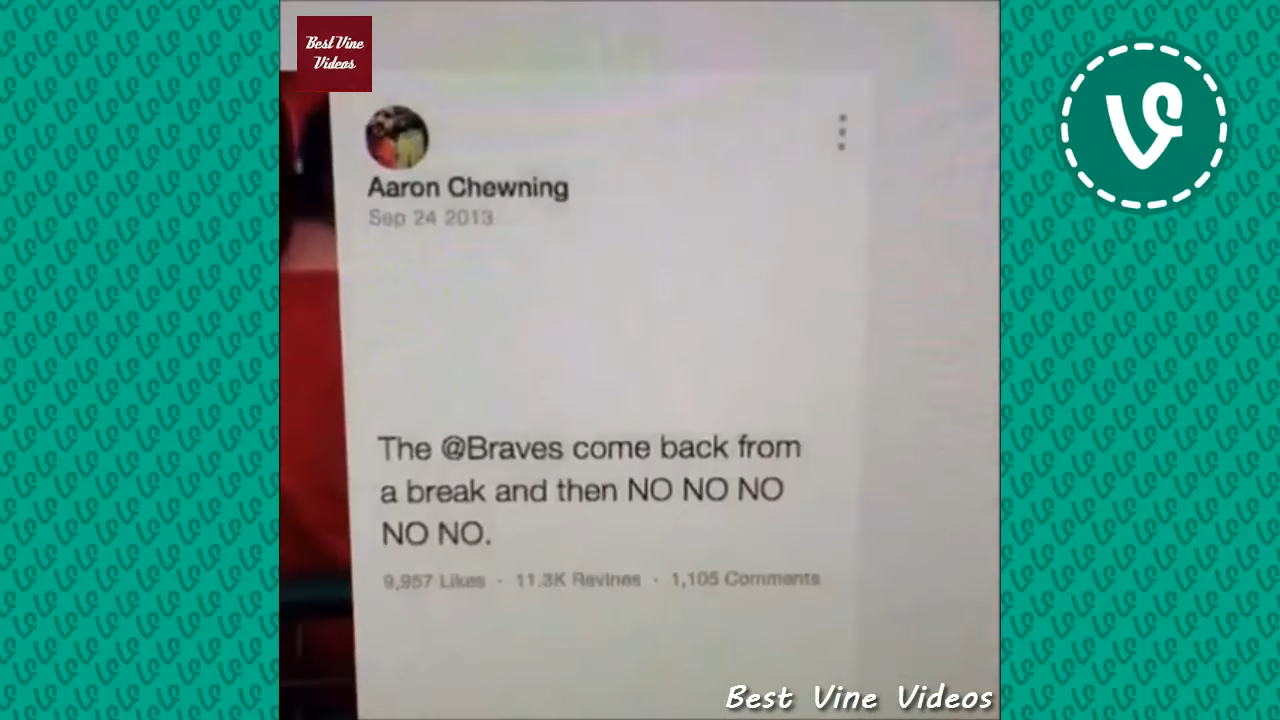 Best Vine
Videos
Aaron Chewning
Sep 24 2013
The @Braves come back from
a break and then NO NO NO
NO NO.
9,957 Likes · 11.3K Revines · 1,105 Comments
Best Vine Videos